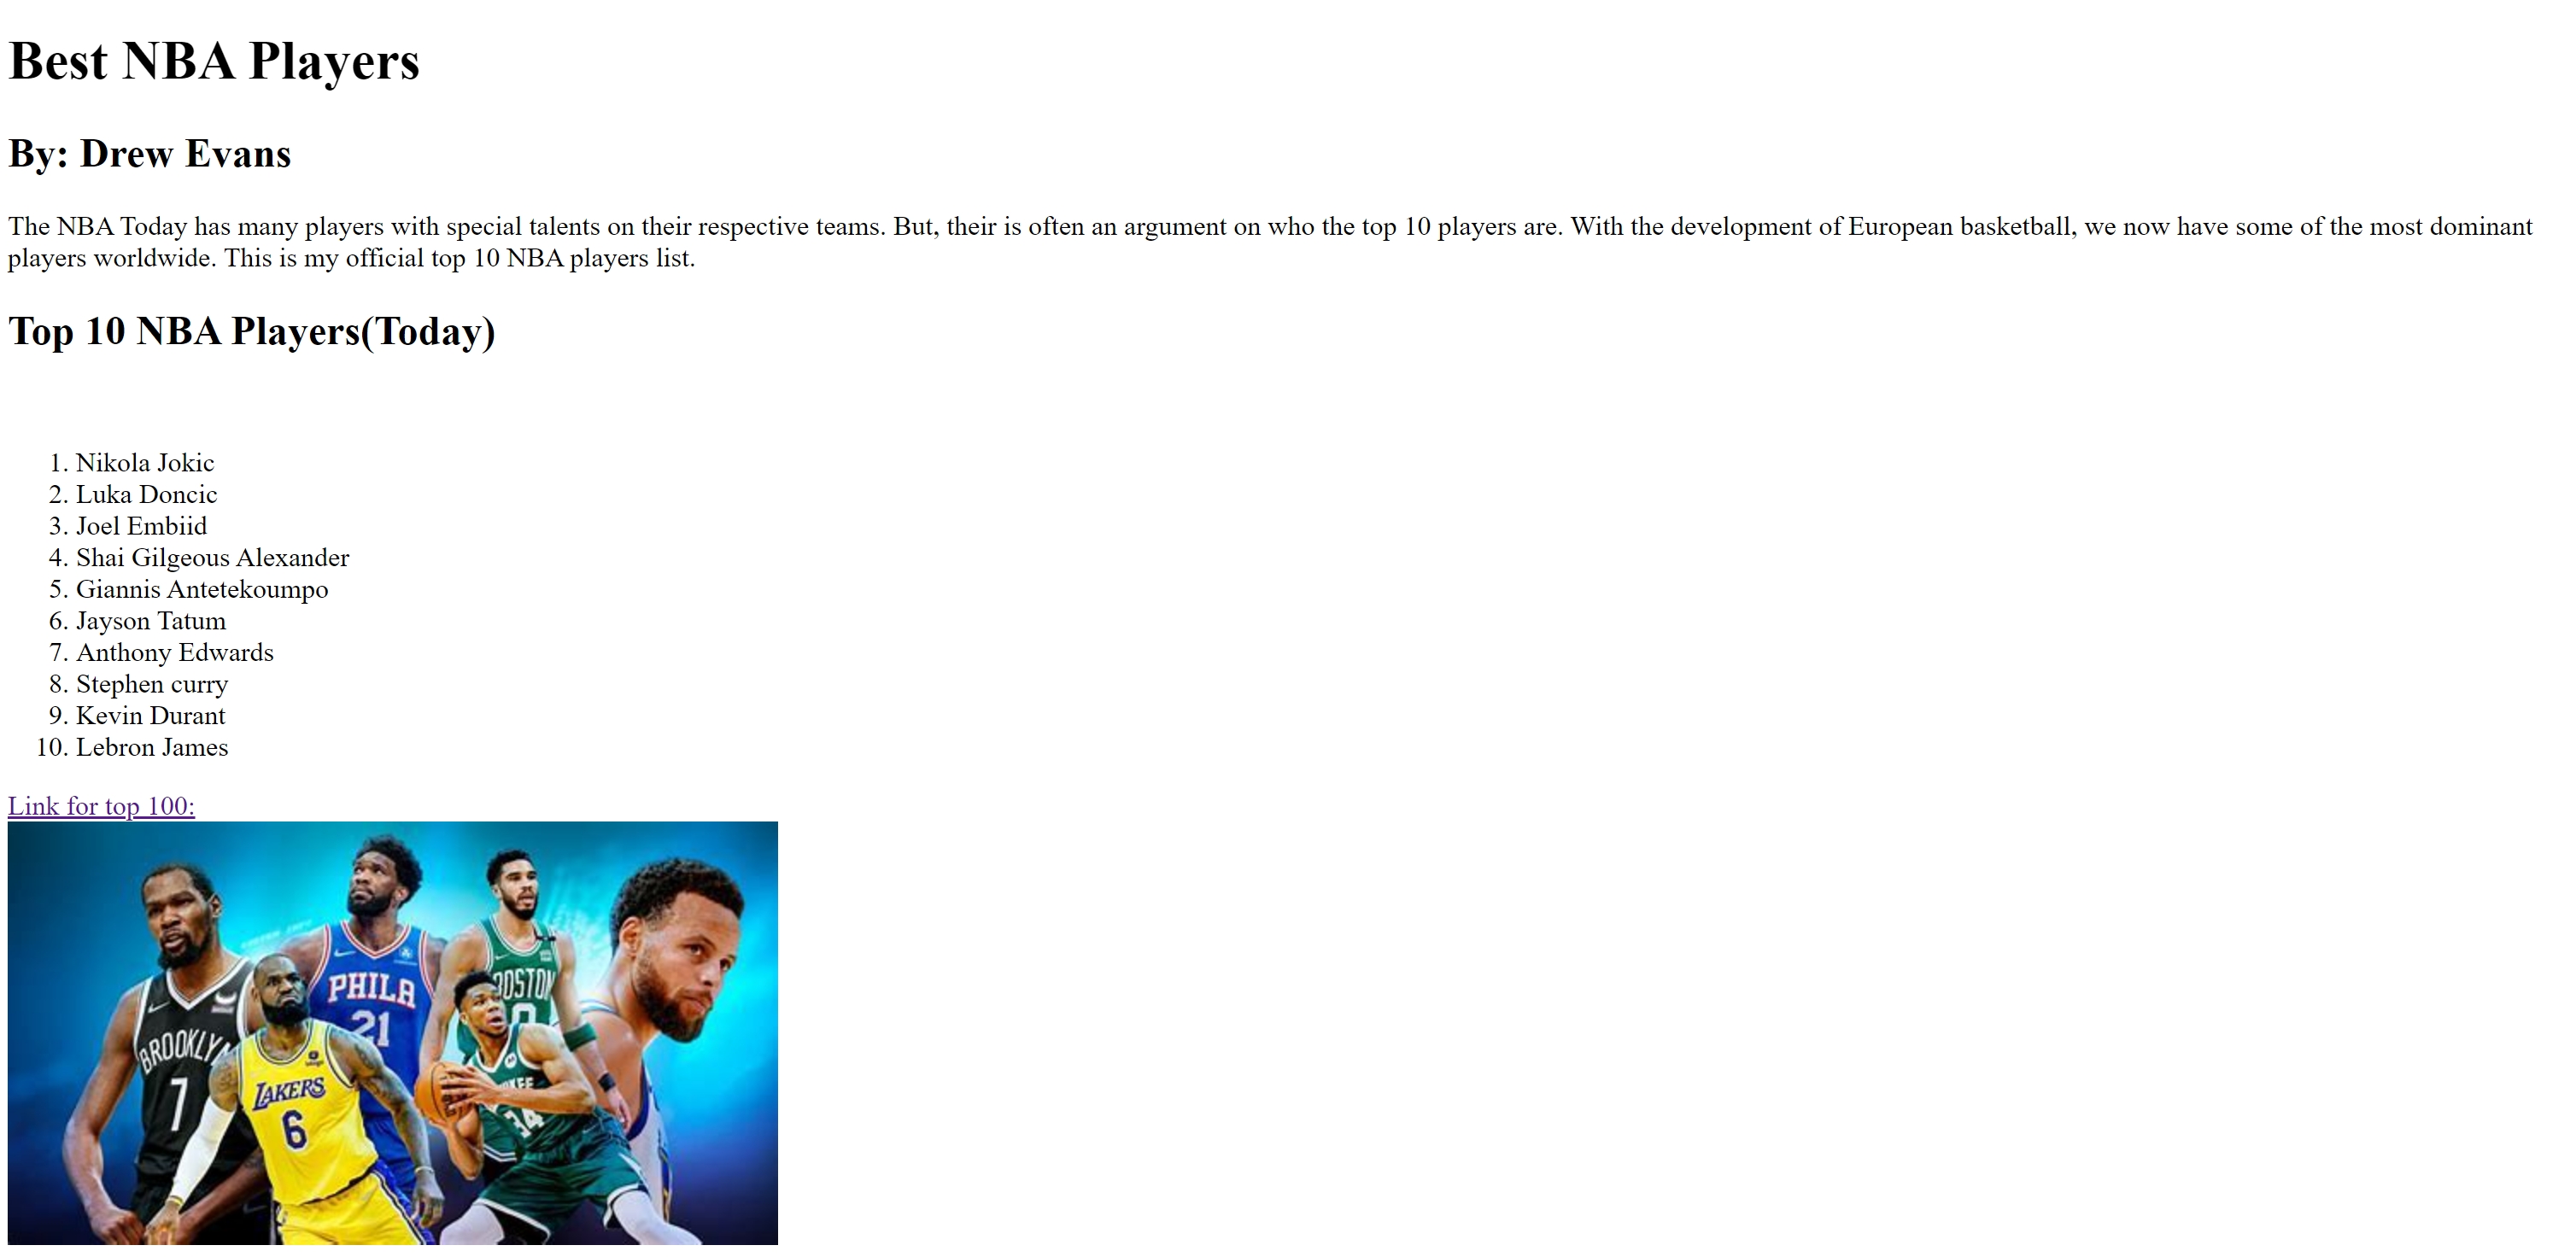 Best NBA Players
By: Drew Evans
The NBA Today has many players with special talents on their respective teams. But, their is often an argument on who the top 10 players are. With the development of European basketball, we now have some of the most dominant
players worldwide. This is my official top 10 NBA players list.
Top 10 NBA Players(Today)
1. Nikola Jokic
2. Luka Doncic
3. Joel Embiid
4. Shai Gilgeous Alexander
5. Giannis Antetekoumpo
6. Jayson Tatum
7. Anthony Edwards
8. Stephen curry
9. Kevin Durant
10. Lebron James
Link for top 100:
PHILA
21
BOSTON
0
BROOKLYN
7
LAKERS
6
34